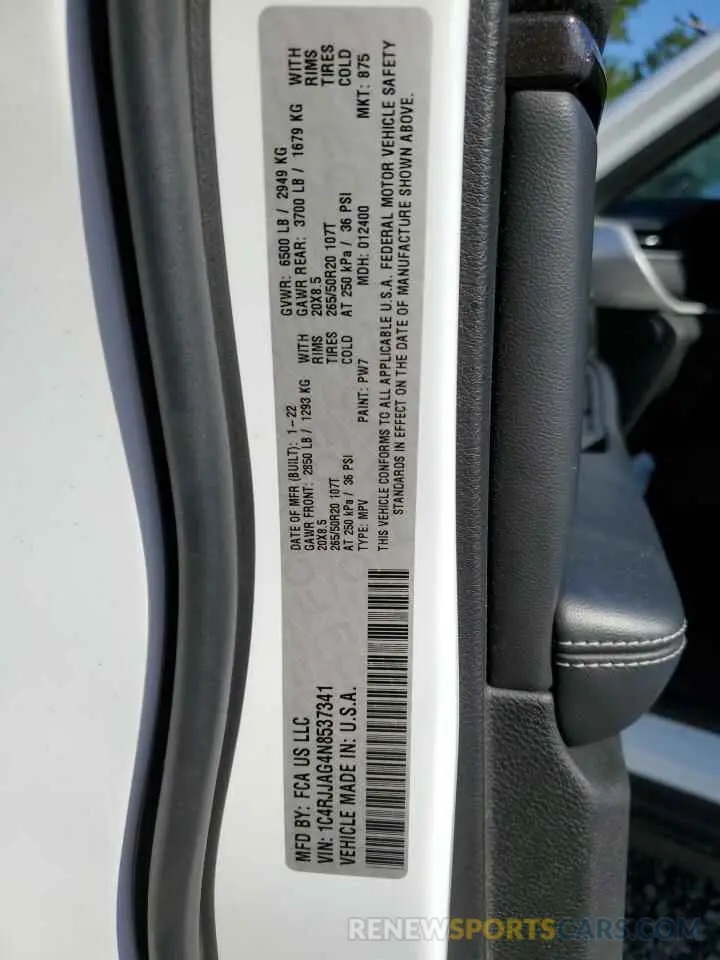 MFD BY: FCA US LLC
VIN: 1C4RJJAG4N8537341
VEHICLE MADE IN: U.S.A.
DATE OF MFR (BUILT): 1-22 GVWR: 6500 LB / 2949 KG
GAWR FRONT: 2850 LB / 1293 KG WITH GAWR REAR: 3700 LB / 1679 KG WITH
20X8.5 RIMS 20X8.5 RIMS
265/50R20 107T TIRES 265/50R20 107T TIRES
AT 250 kPa / 36 PSI COLD AT 250 kPa / 36 PSI COLD
TYPE: MPV PAINT: PW7 MDH: 012400 MKT: 875
THIS VEHICLE CONFORMS TO ALL APPLICABLE U.S.A. FEDERAL MOTOR VEHICLE SAFETY
STANDARDS IN EFFECT ON THE DATE OF MANUFACTURE SHOWN ABOVE.
RENEWSPORTCARS.COM